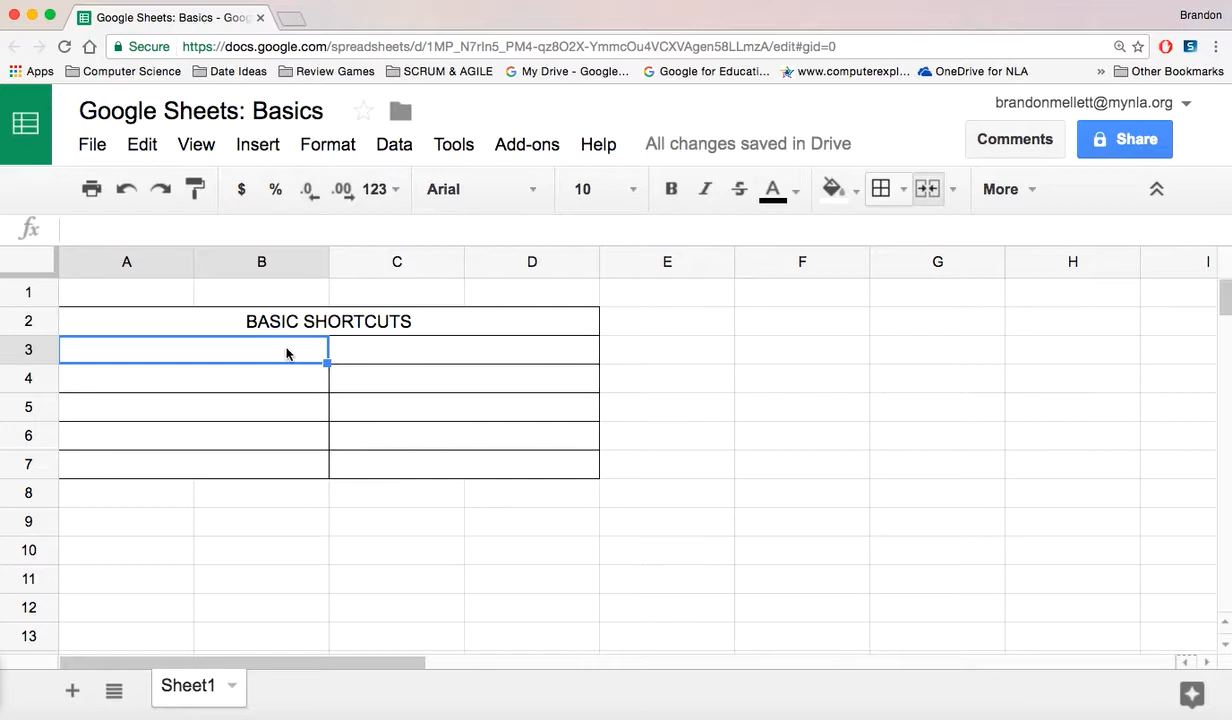 Google Sheets: Basics - Goog
Brandon
Secure
https://docs.google.com/spreadsheets/d/1MP_N7rIn5_PM4-qz8O2X-YmmcOu4VCXVAgen58LLmzA/edit#gid=0
Apps
Computer Science
Date Ideas
Review Games
SCRUM & AGILE
My Drive - Google...
Google for Educati...
www.computerexpl...
OneDrive for NLA
»
Other Bookmarks
Google Sheets: Basics
brandonmellett@mynla.org
File Edit View Insert Format Data Tools Add-ons Help All changes saved in Drive
Comments
Share
$ % .0 .00 123 Arial 10 B I S A More
fx
A B C D E F G H I
1
2 BASIC SHORTCUTS
3
4
5
6
7
8
9
10
11
12
13
+ Sheet1